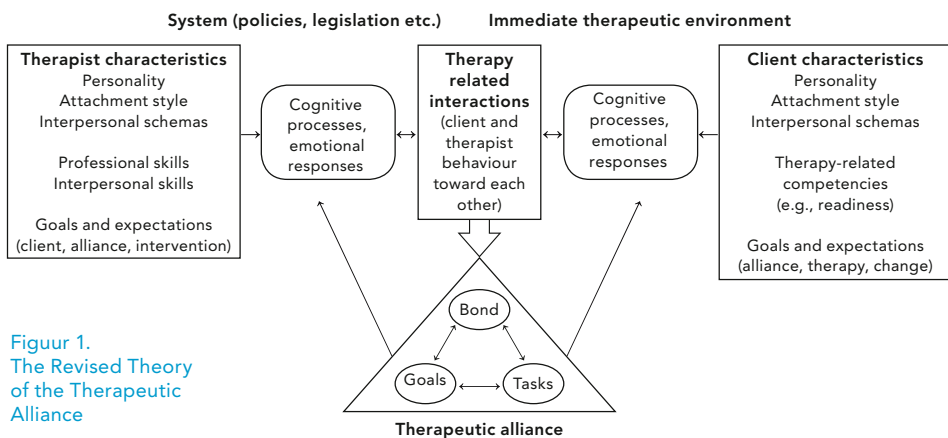 System (policies, legislation etc.)
Immediate therapeutic environment
Therapist characteristics
Personality
Attachment style
Interpersonal schemas
Professional skills
Interpersonal skills
Goals and expectations
(client, alliance, intervention)
Cognitive
processes,
emotional
responses
Therapy
related
interactions
(client and
therapist
behaviour
toward each
other)
Cognitive
processes,
emotional
responses
Client characteristics
Personality
Attachment style
Interpersonal schemas
Therapy-related
competencies
(e.g., readiness)
Goals and expectations
(alliance, therapy, change)
Bond
Goals
Tasks
Therapeutic alliance
Figuur 1.
The Revised Theory
of the Therapeutic
Alliance